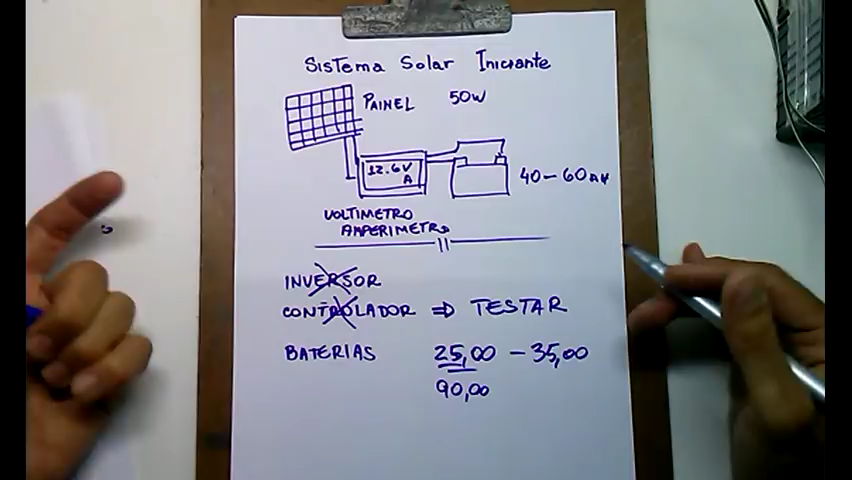 Sistema Solar Iniciante
PAINEL 50W
12.6V
A
40-60AH
VOLTIMETRO
AMPERIMETRO
INVERSOR
CONTROLADOR ⇒ TESTAR
BATERIAS 25,00 - 35,00
90,00